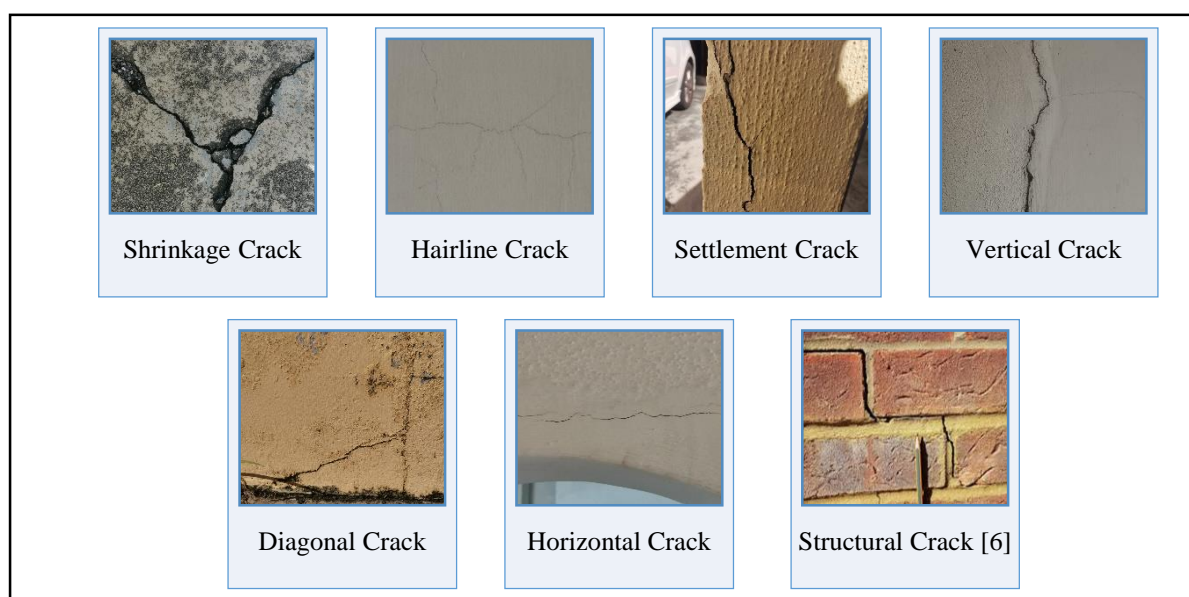 Shrinkage Crack
Hairline Crack
Settlement Crack
Vertical Crack
Diagonal Crack
Horizontal Crack
Structural Crack [6]